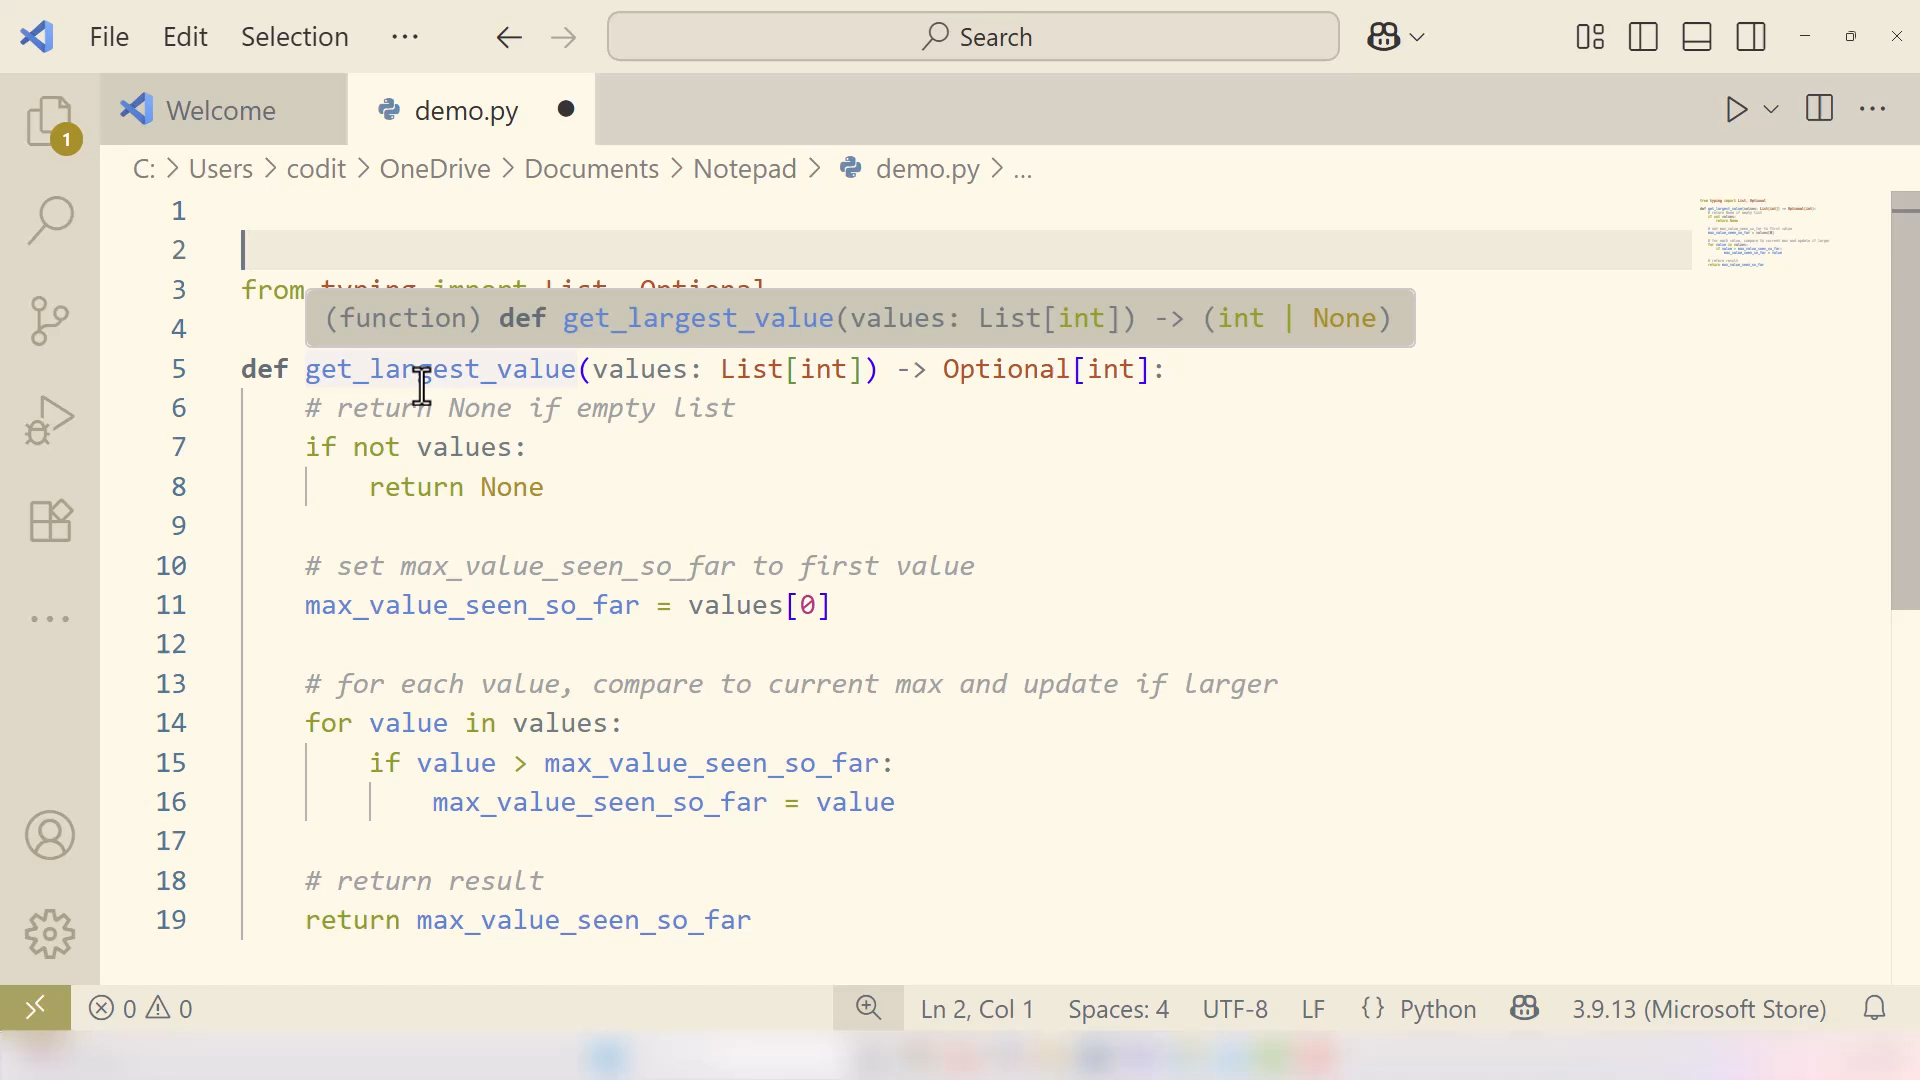 File Edit Selection ··· Search
Welcome demo.py
1
C: > Users > codit > OneDrive > Documents > Notepad > demo.py > ...
1
2
3 from typing import List, Optional
4 (function) def get_largest_value(values: List[int]) -> (int | None)
5 def get_largest_value(values: List[int]) -> Optional[int]:
6 # return None if empty list
7 if not values:
8 return None
9
10 # set max_value_seen_so_far to first value
11 max_value_seen_so_far = values[0]
12
13 # for each value, compare to current max and update if larger
14 for value in values:
15 if value > max_value_seen_so_far:
16 max_value_seen_so_far = value
17
18 # return result
19 return max_value_seen_so_far
0 0 Ln 2, Col 1 Spaces: 4 UTF-8 LF {} Python 3.9.13 (Microsoft Store)